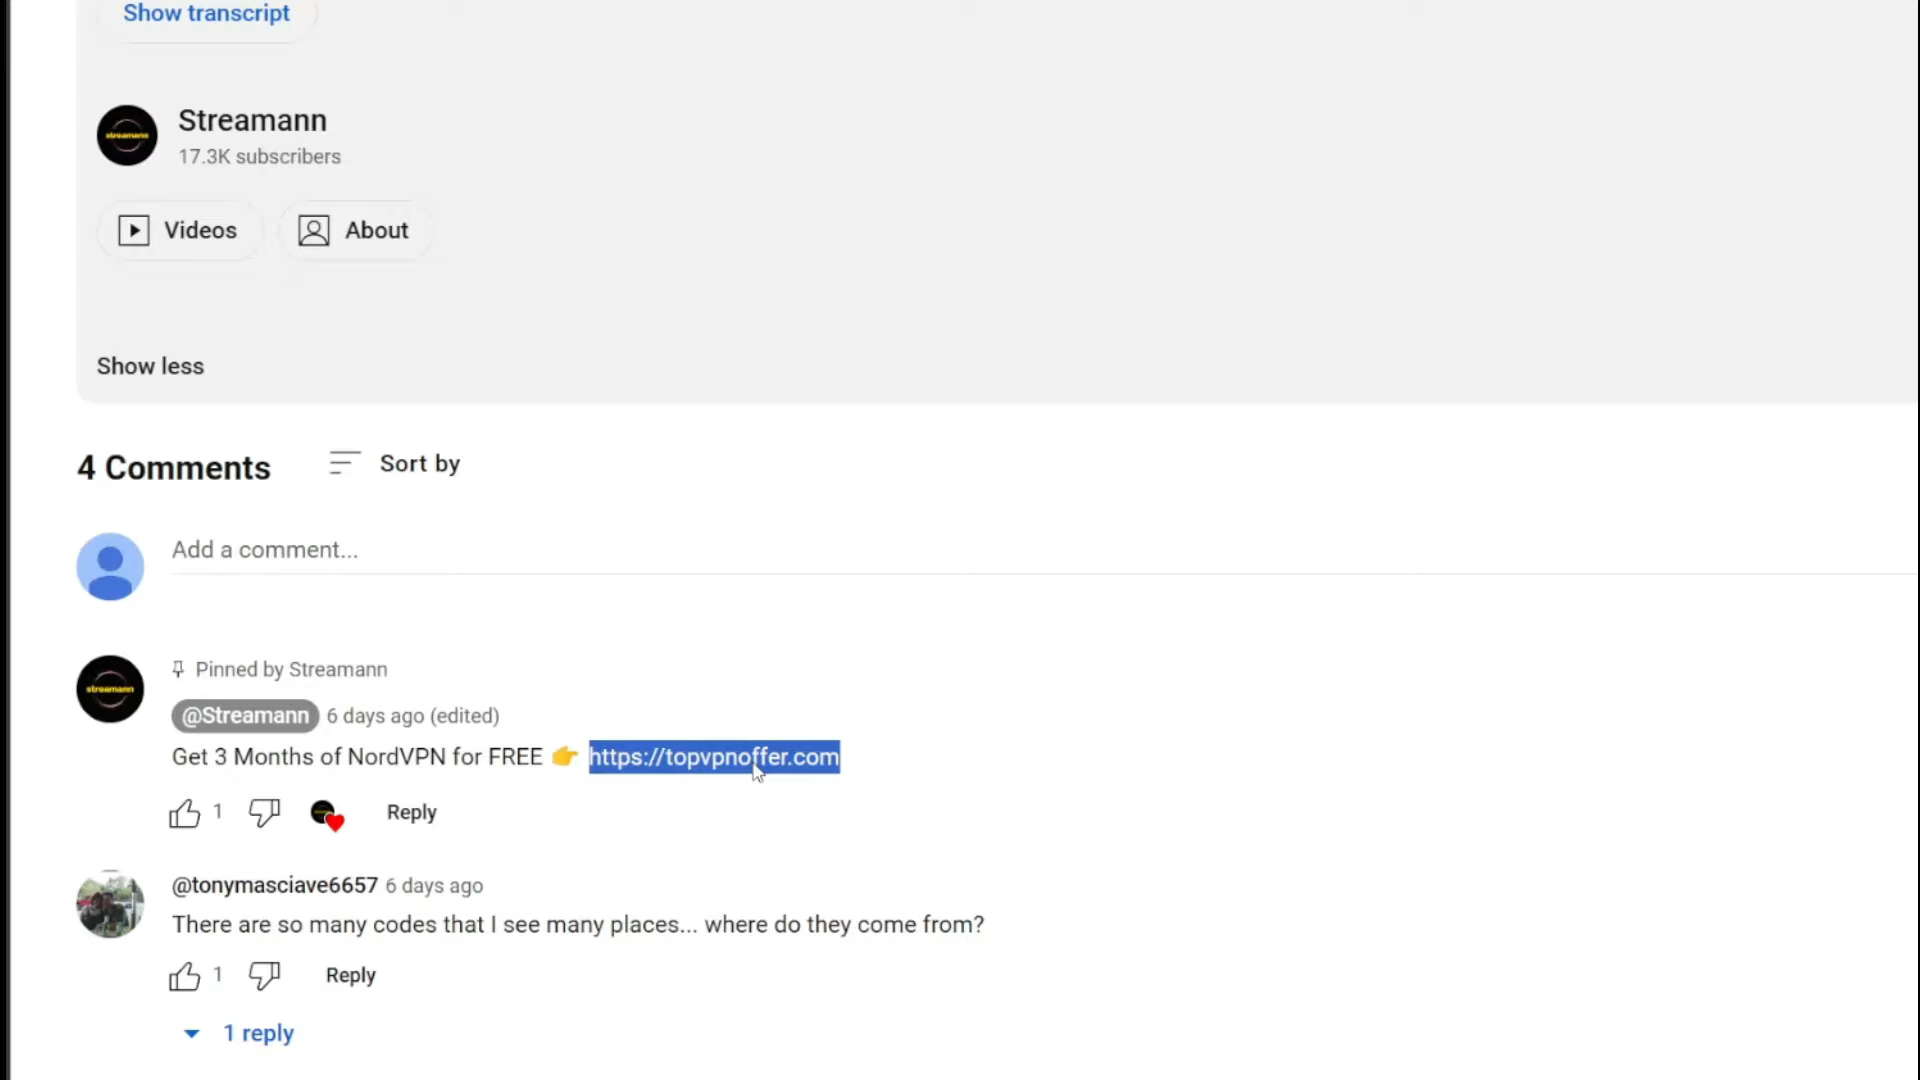 Show transcript
Streamann
17.3K subscribers
Videos
About
Show less
4 Comments
Sort by
Add a comment...
Pinned by Streamann
streamann
@Streamann 6 days ago (edited)
Get 3 Months of NordVPN for FREE 👉 https://topvpnoffer.com
1
Reply
@tonymasciave6657 6 days ago
There are so many codes that I see many places... where do they come from?
1
Reply
1 reply